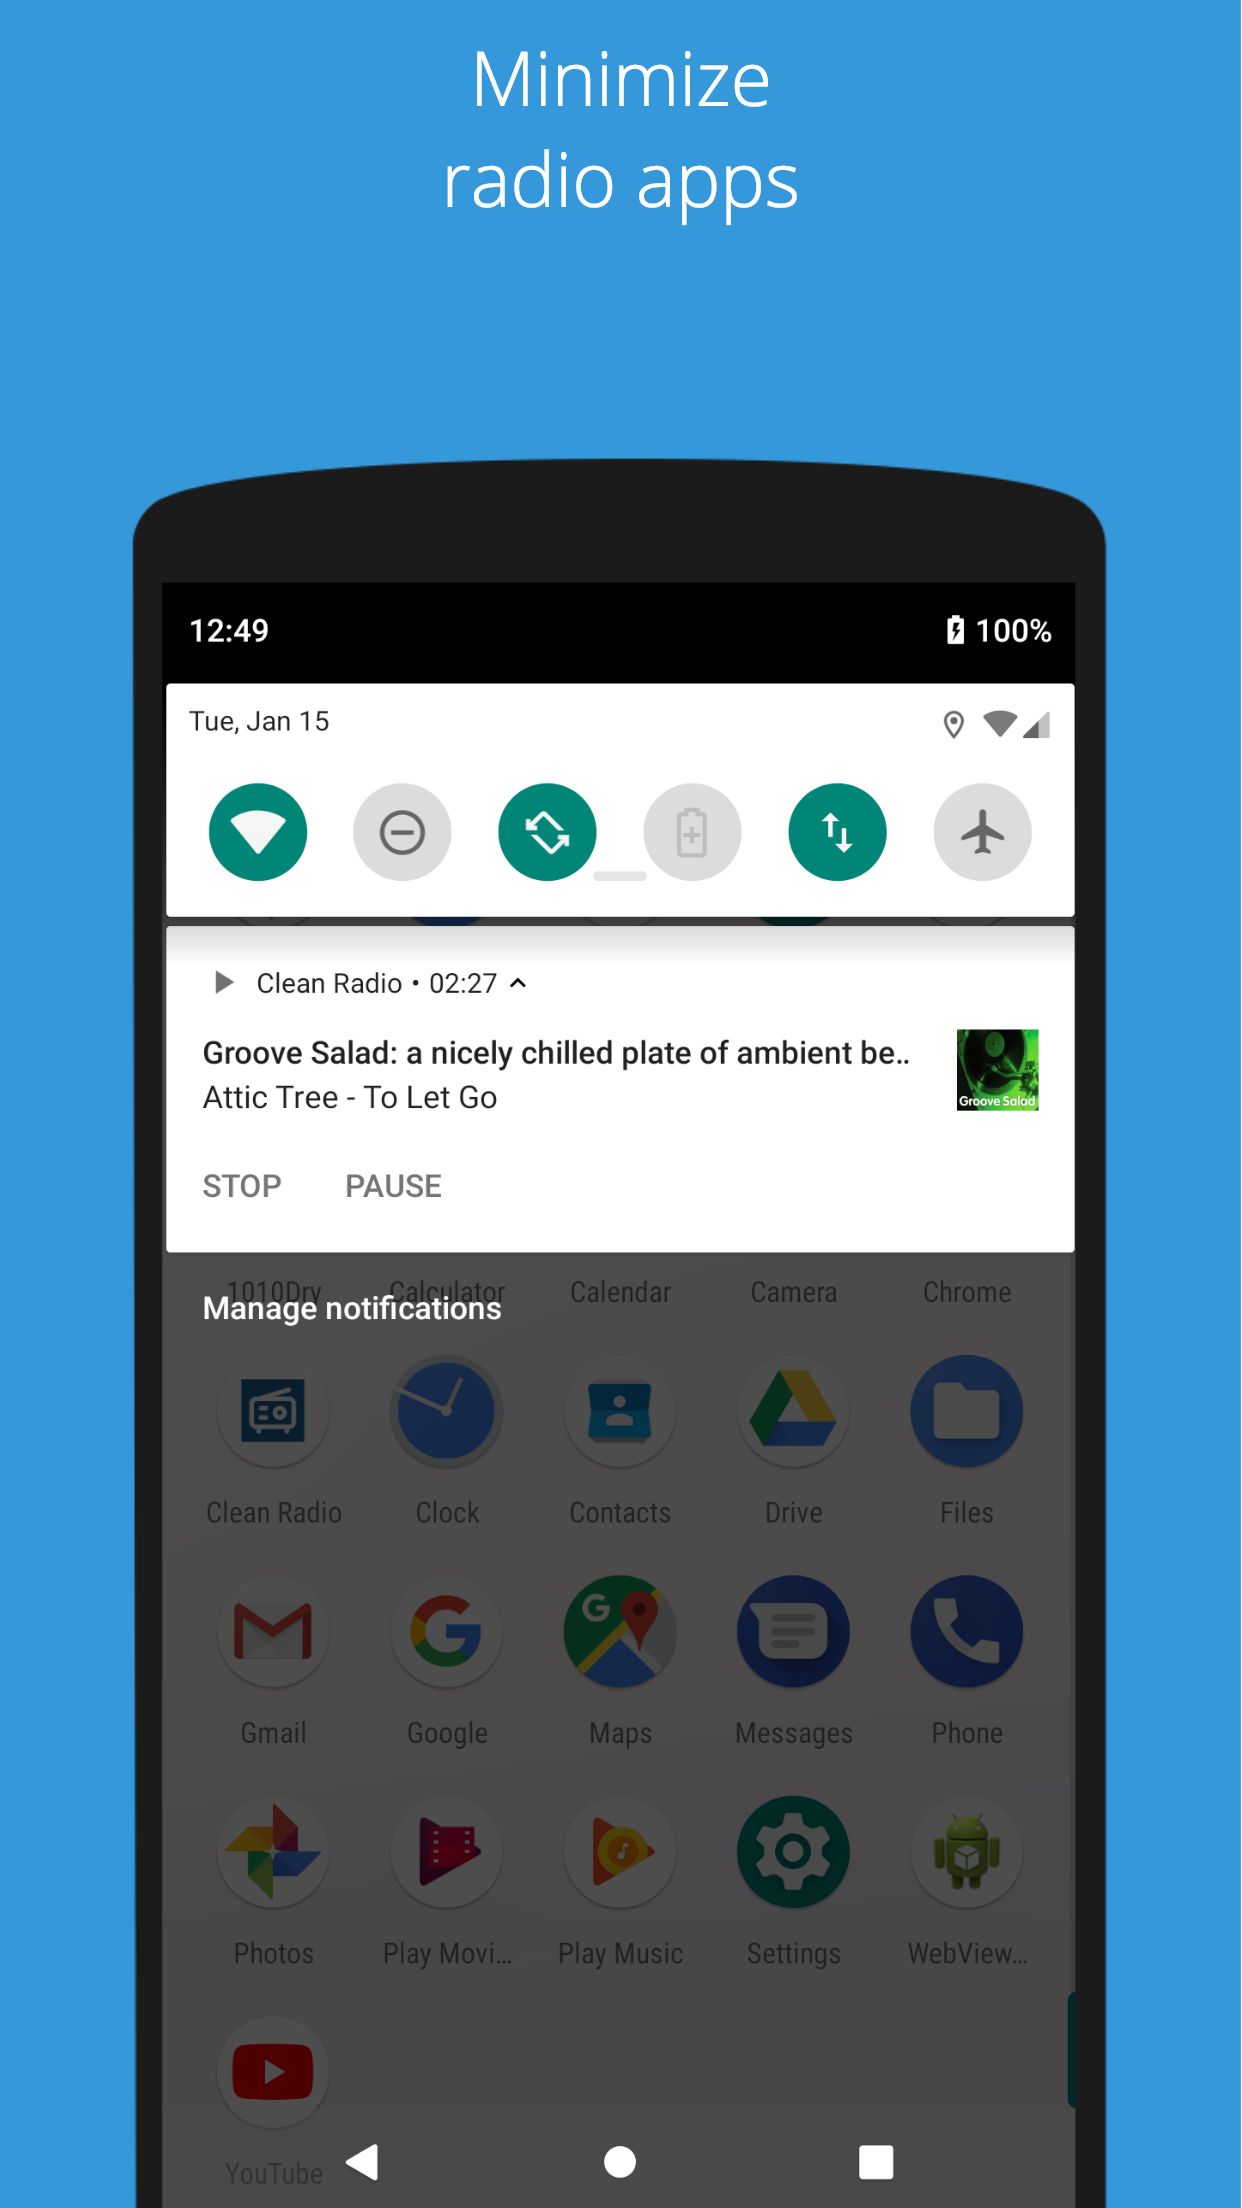 Minimize
radio apps
12:49 100%
Tue, Jan 15
Clean Radio • 02:27
Groove Salad: a nicely chilled plate of ambient be..
Attic Tree - To Let Go
Groove Salad
STOP PAUSE
1010Dry Calculator Calendar Camera Chrome
Manage notifications
Clean Radio Clock Contacts Drive Files
Gmail Google Maps Messages Phone
Photos Play Movi... Play Music Settings WebView...
YouTube